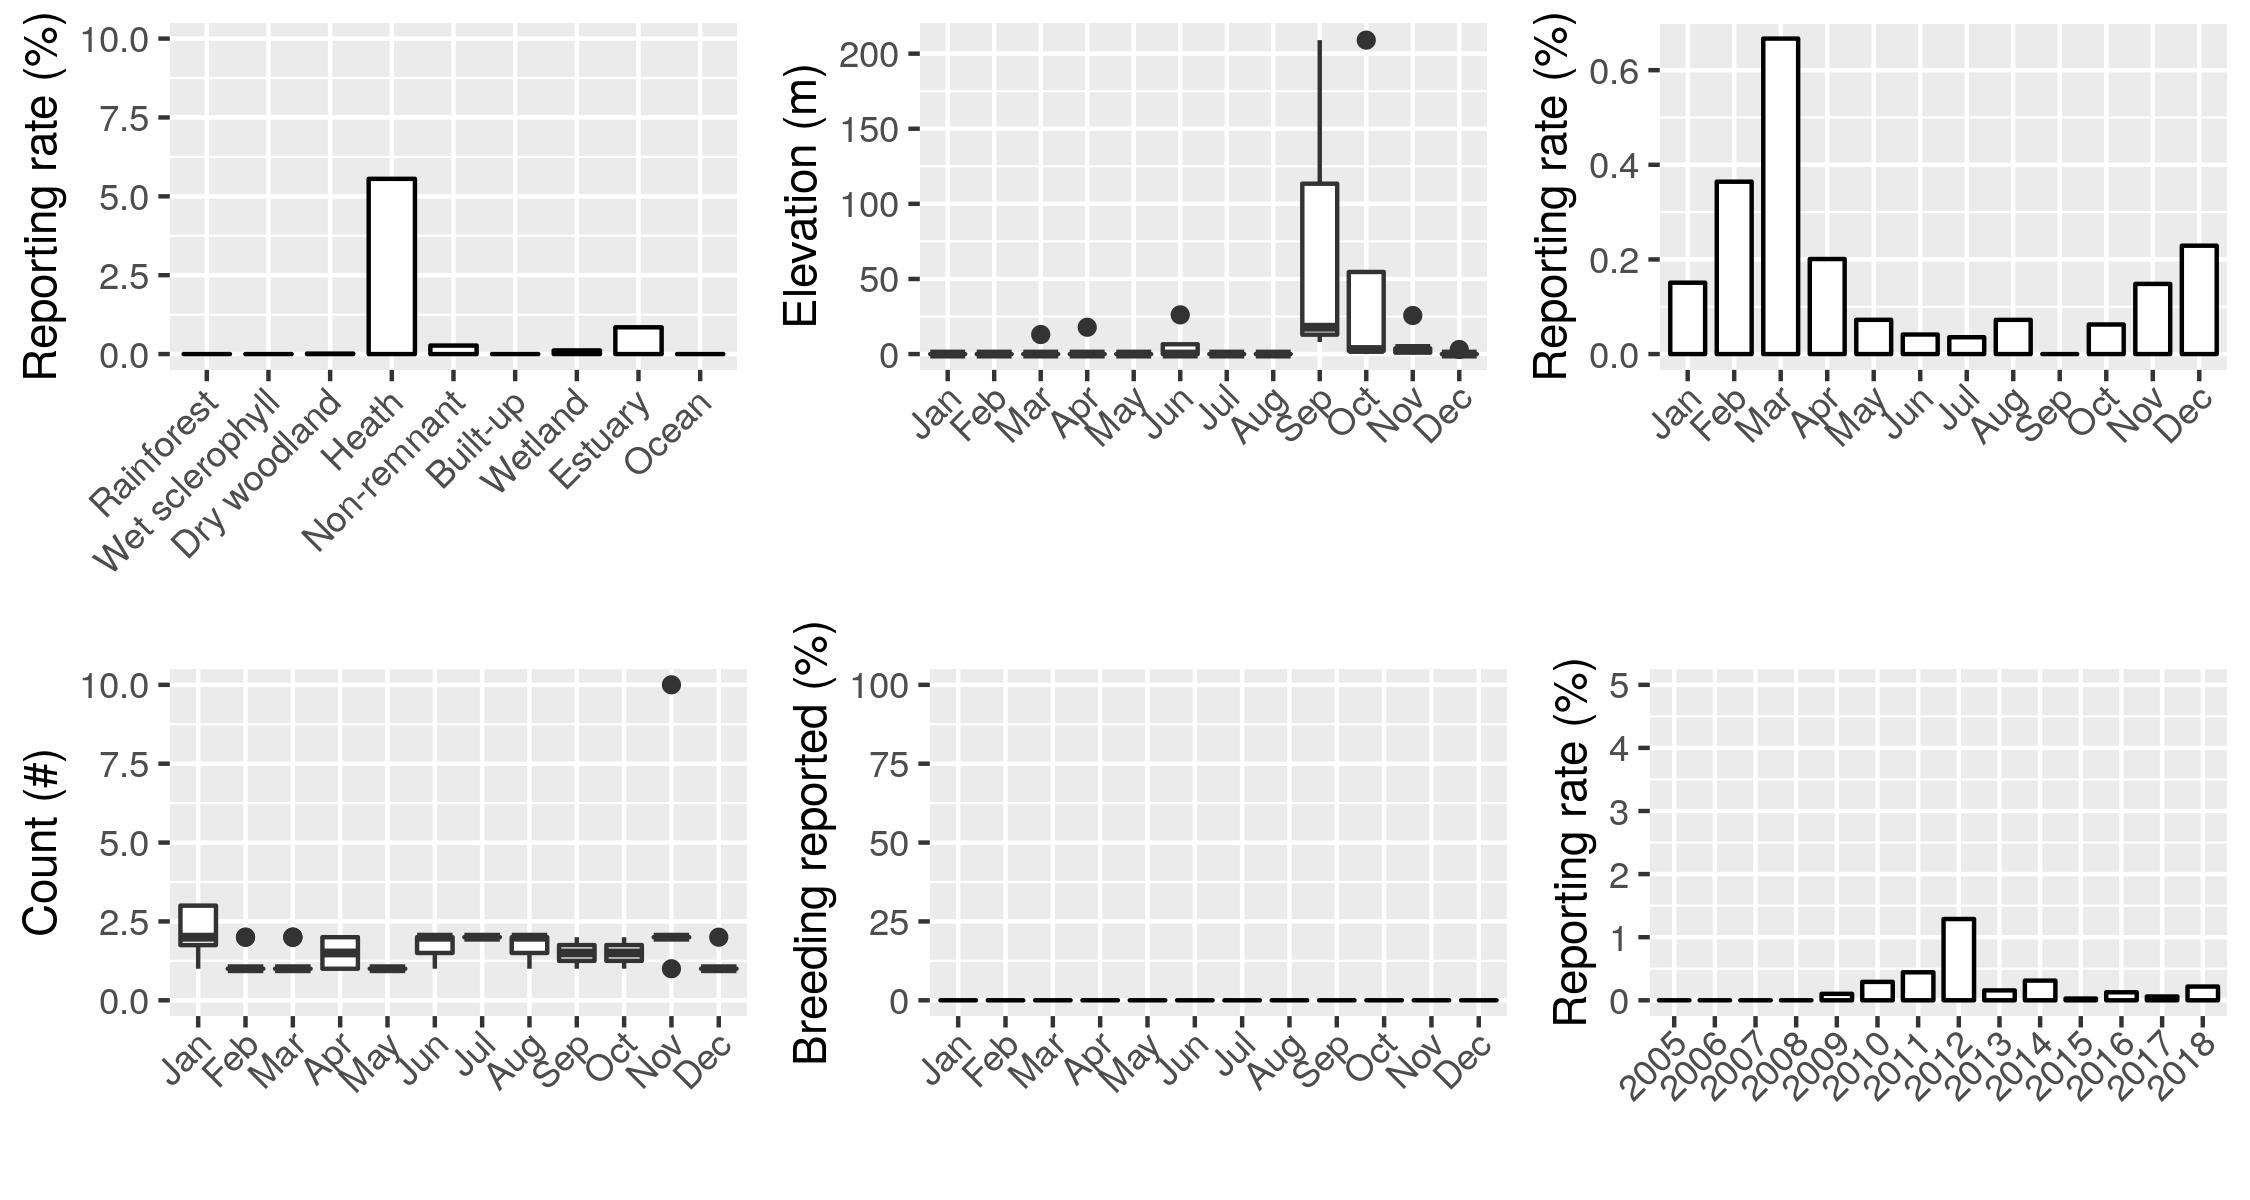 Reporting rate (%)
10.0
7.5
5.0
2.5
0.0
Rainforest
Wet sclerophyll
Dry woodland
Heath
Non-remnant
Built-up
Wetland
Estuary
Ocean
Elevation (m)
200
150
100
50
0
Jan
Feb
Mar
Apr
May
Jun
Jul
Aug
Sep
Oct
Nov
Dec
Reporting rate (%)
0.6
0.4
0.2
0.0
Jan
Feb
Mar
Apr
May
Jun
Jul
Aug
Sep
Oct
Nov
Dec
Count (#)
10.0
7.5
5.0
2.5
0.0
Jan
Feb
Mar
Apr
May
Jun
Jul
Aug
Sep
Oct
Nov
Dec
Breeding reported (%)
100
75
50
25
0
Jan
Feb
Mar
Apr
May
Jun
Jul
Aug
Sep
Oct
Nov
Dec
Reporting rate (%)
5
4
3
2
1
0
2005
2006
2007
2008
2009
2010
2011
2012
2013
2014
2015
2016
2017
2018